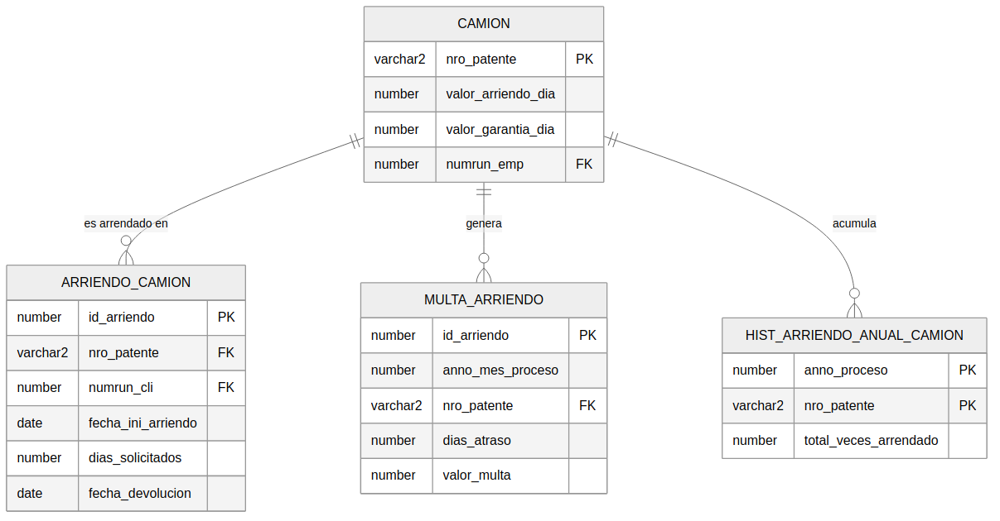 CAMION
varchar2 nro_patente PK
number valor_arriendo_dia
number valor_garantia_dia
number numrun_emp FK
es arrendado en
genera
acumula
ARRIENDO_CAMION
number id_arriendo PK
varchar2 nro_patente FK
number numrun_cli FK
date fecha_ini_arriendo
number dias_solicitados
date fecha_devolucion
MULTA_ARRIENDO
number id_arriendo PK
number anno_mes_proceso
varchar2 nro_patente FK
number dias_atraso
number valor_multa
HIST_ARRIENDO_ANUAL_CAMION
number anno_proceso PK
varchar2 nro_patente PK
number total_veces_arrendado